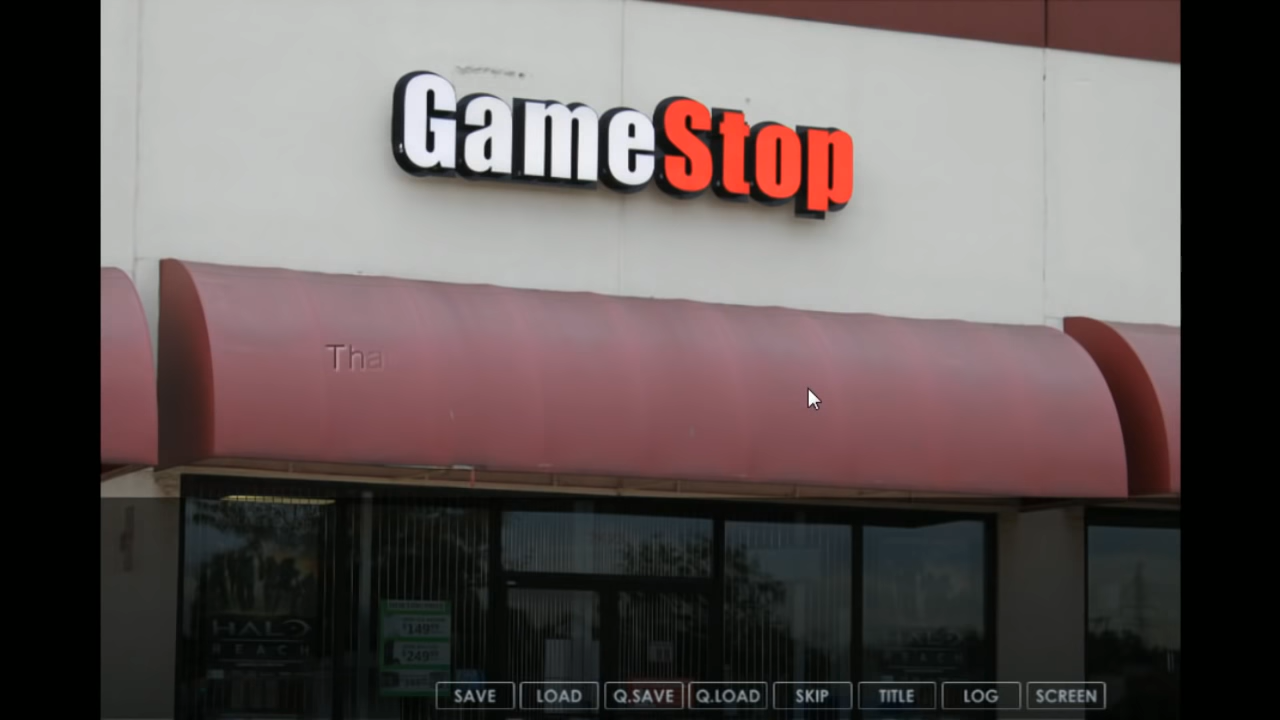 GameStop
Tha
HALO
REACH
$149
$249
SAVE LOAD Q.SAVE Q.LOAD SKIP TITLE LOG SCREEN